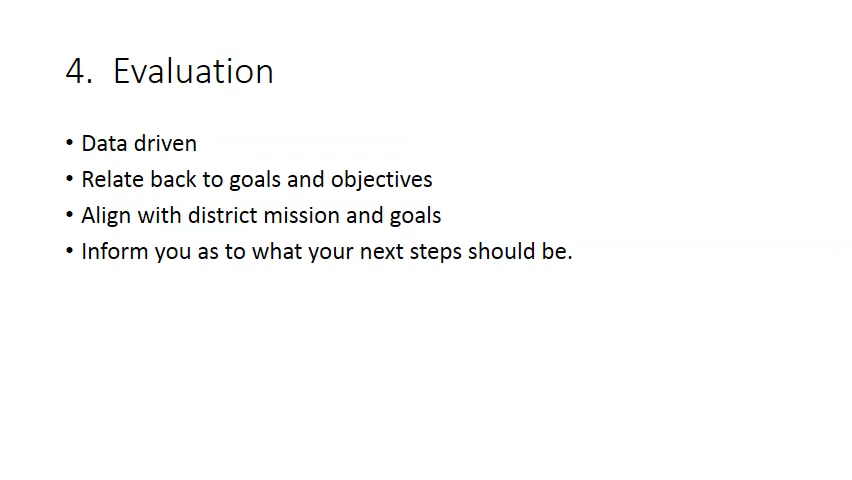 4. Evaluation
• Data driven
• Relate back to goals and objectives
• Align with district mission and goals
• Inform you as to what your next steps should be.